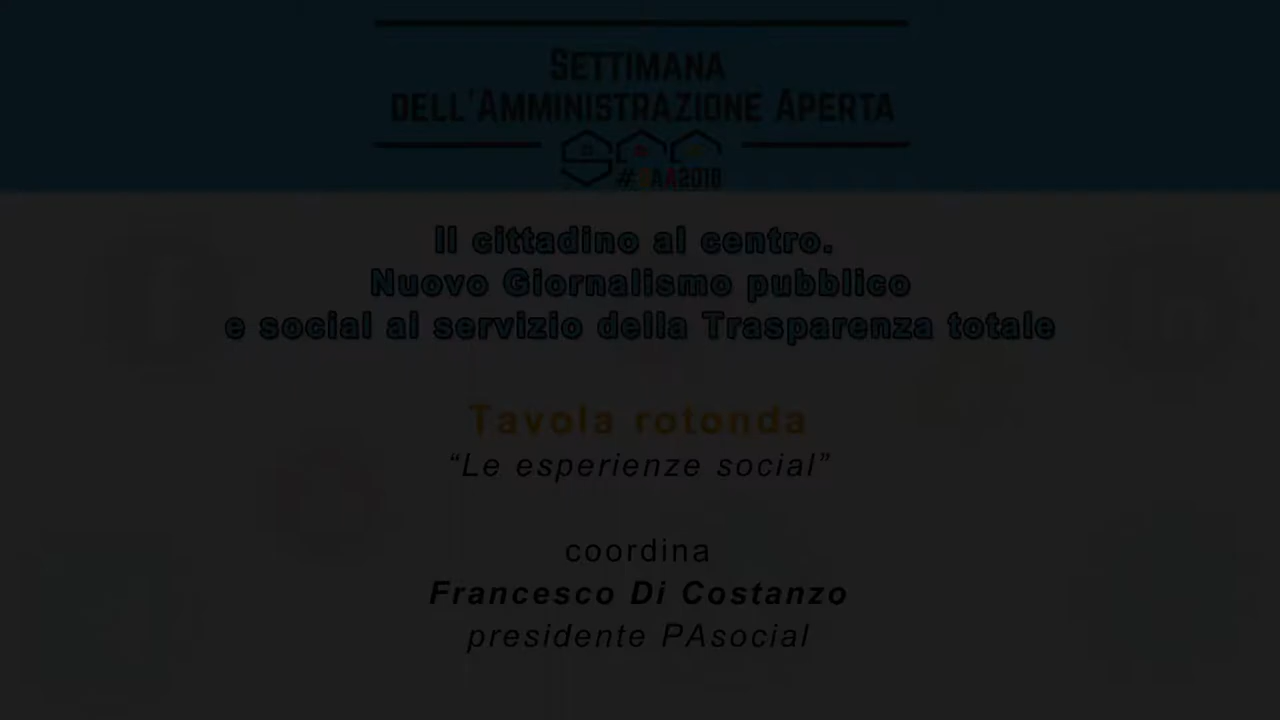 Settimana
dell'Amministrazione Aperta
#SAA2018
Il cittadino al centro.
Nuovo Giornalismo pubblico
e social al servizio della Trasparenza totale
Tavola rotonda
“Le esperienze social”
coordina
Francesco Di Costanzo
presidente PAsocial